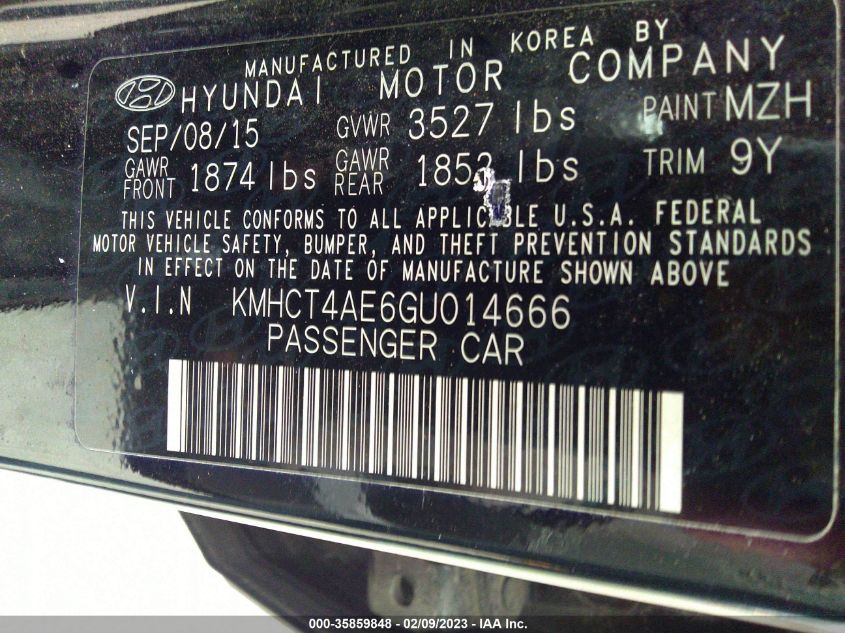 MANUFACTURED IN KOREA BY
HYUNDAI MOTOR COMPANY
SEP/08/15 GVWR 3527 lbs PAINT MZH
GAWR FRONT 1874 lbs GAWR REAR 1853 lbs TRIM 9Y
THIS VEHICLE CONFORMS TO ALL APPLICABLE U.S.A. FEDERAL
MOTOR VEHICLE SAFETY, BUMPER, AND THEFT PREVENTION STANDARDS
IN EFFECT ON THE DATE OF MANUFACTURE SHOWN ABOVE
V.I.N KMHCT4AE6GU014666
PASSENGER CAR
000-35859848 - 02/09/2023 - IAA Inc.